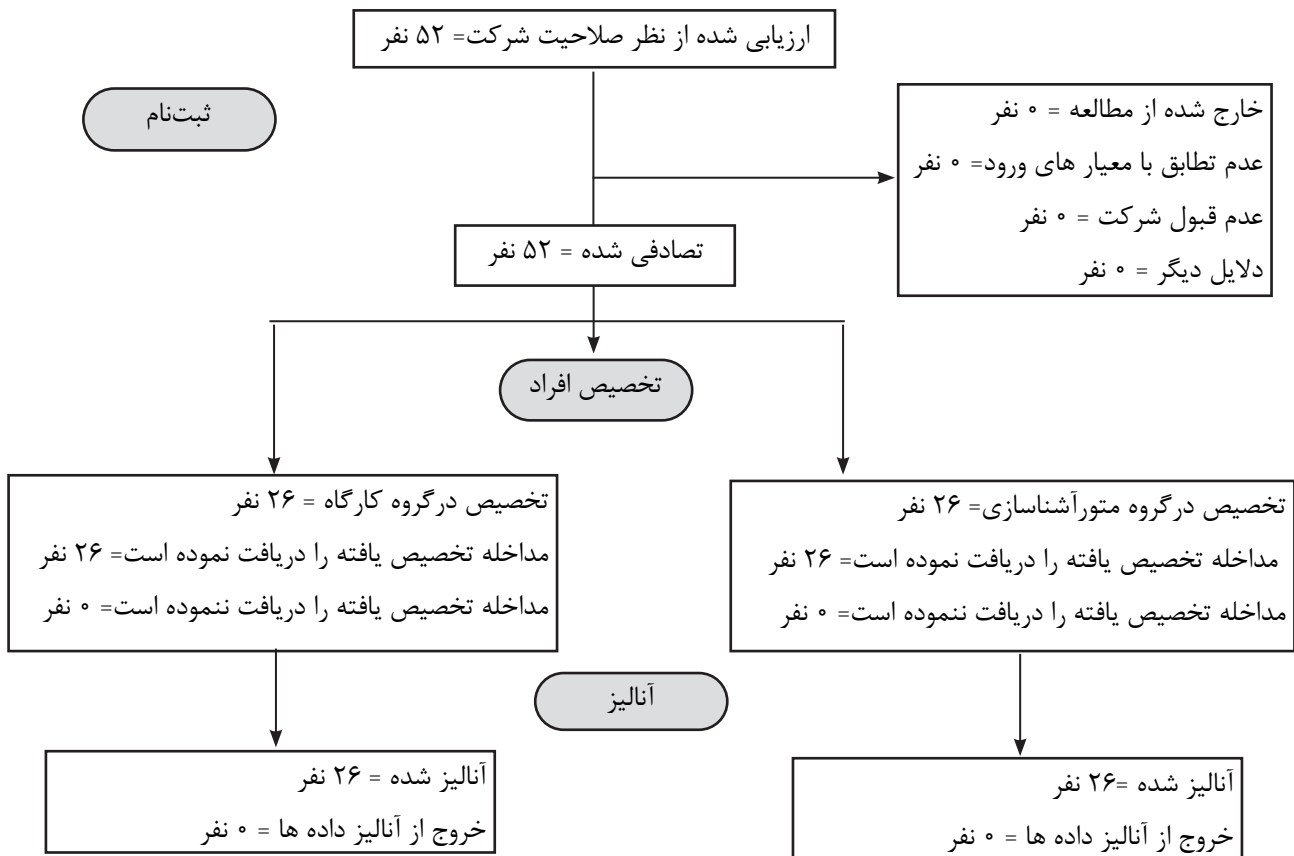 ارزیابی شده از نظر صلاحیت شرکت= ۵۲ نفر
ثبت‌نام
خارج شده از مطالعه = ۰ نفر
عدم تطابق با معیار های ورود= ۰ نفر
عدم قبول شرکت = ۰ نفر
دلایل دیگر = ۰ نفر
تصادفی شده = ۵۲ نفر
تخصیص افراد
تخصیص درگروه متورآشناسازی= ۲۶ نفر
مداخله تخصیص یافته را دریافت نموده است= ۲۶ نفر
مداخله تخصیص یافته را دریافت ننموده است= ۰ نفر
تخصیص درگروه کارگاه = ۲۶ نفر
مداخله تخصیص یافته را دریافت نموده است= ۲۶ نفر
مداخله تخصیص یافته را دریافت ننموده است= ۰ نفر
آنالیز
آنالیز شده =۲۶ نفر
خروج از آنالیز داده ها = ۰ نفر
آنالیز شده = ۲۶ نفر
خروج از آنالیز داده ها = ۰ نفر